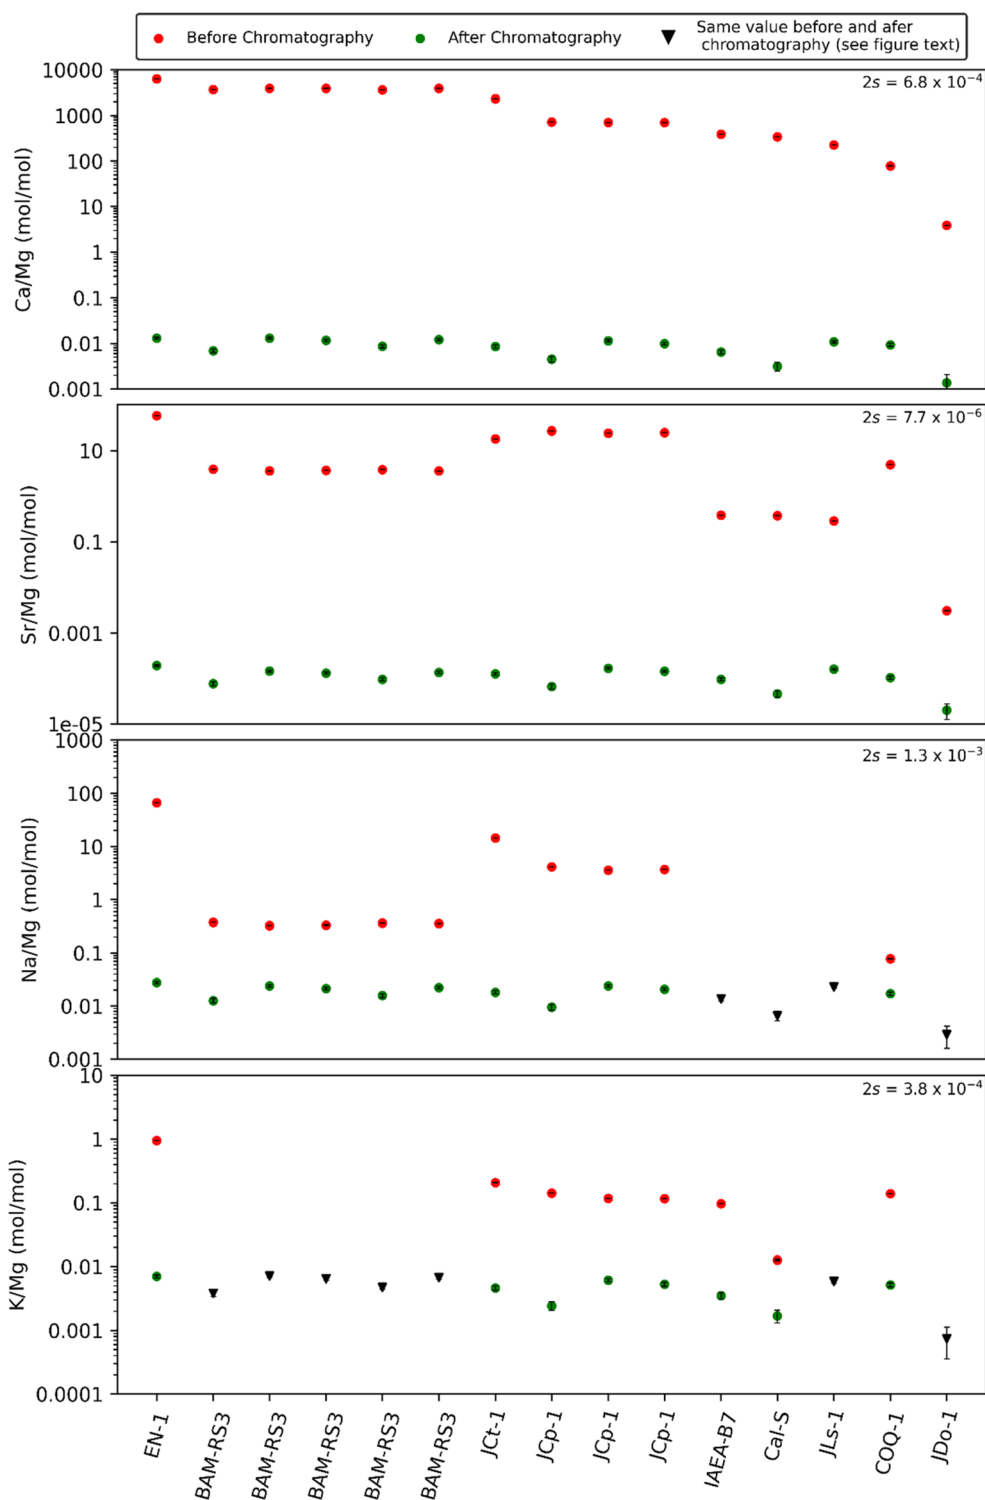 Before Chromatography
After Chromatography
Same value before and afer
chromatography (see figure text)
Ca/Mg (mol/mol)
10000
1000
100
10
1
0.1
0.01
0.001
2s = 6.8 x 10⁻⁴
Sr/Mg (mol/mol)
10
0.1
0.001
1e-05
2s = 7.7 x 10⁻⁶
Na/Mg (mol/mol)
1000
100
10
1
0.1
0.01
0.001
2s = 1.3 x 10⁻³
K/Mg (mol/mol)
10
1
0.1
0.01
0.001
0.0001
2s = 3.8 x 10⁻⁴
EN-1
BAM-RS3
BAM-RS3
BAM-RS3
BAM-RS3
BAM-RS3
JCt-1
JCp-1
JCp-1
JCp-1
IAEA-B7
Cal-S
JLs-1
COQ-1
JDo-1